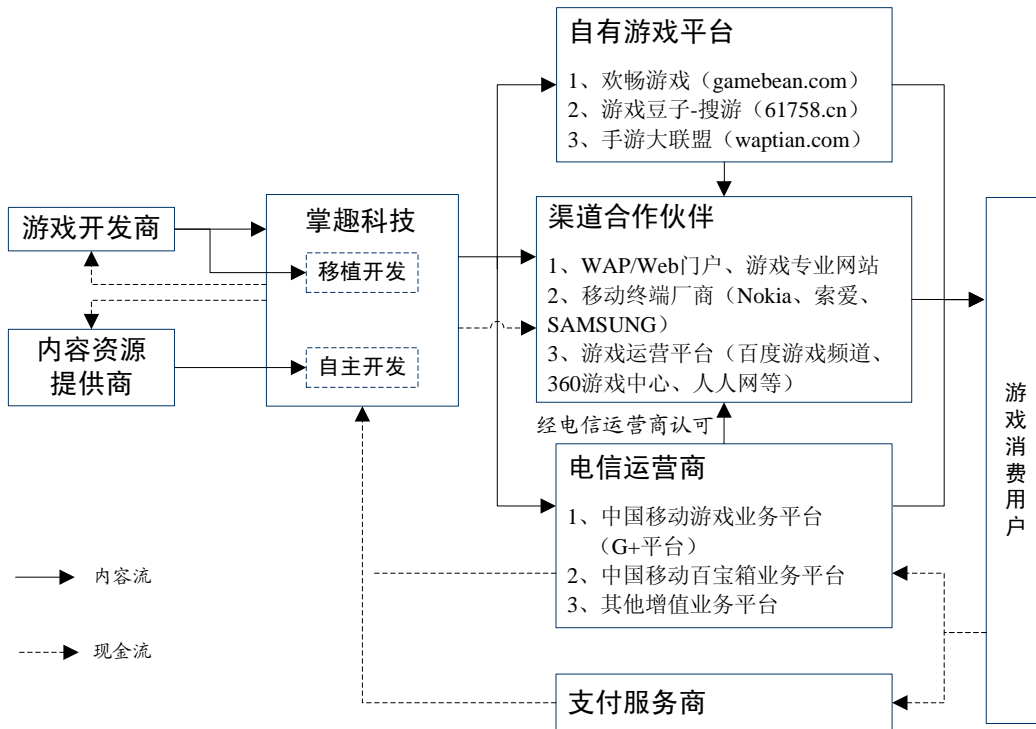 自有游戏平台
1、欢畅游戏（gamebean.com）
2、游戏豆子-搜游（61758.cn）
3、手游大联盟（waptian.com）
游戏开发商
内容资源
提供商
掌趣科技
移植开发
自主开发
渠道合作伙伴
1、WAP/Web门户、游戏专业网站
2、移动终端厂商（Nokia、索爱、
SAMSUNG）
3、游戏运营平台（百度游戏频道、
360游戏中心、人人网等）
经电信运营商认可
电信运营商
1、中国移动游戏业务平台
（G+平台）
2、中国移动百宝箱业务平台
3、其他增值业务平台
支付服务商
游
戏
消
费
用
户
内容流
现金流